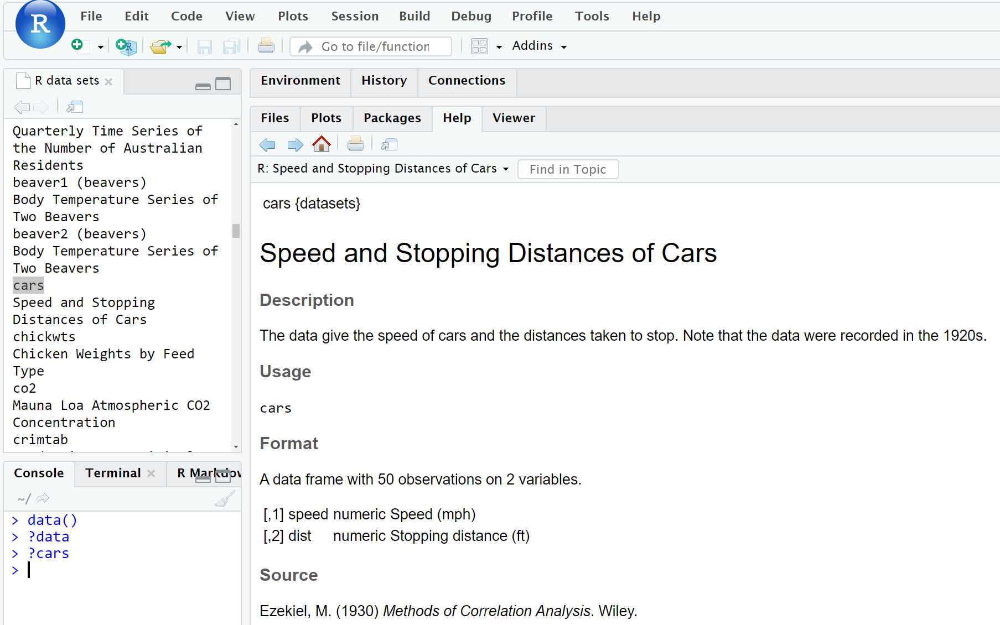 R
File Edit Code View Plots Session Build Debug Profile Tools Help
Go to file/function
Addins
R data sets
Quarterly Time Series of
the Number of Australian
Residents
beaver1 (beavers)
Body Temperature Series of
Two Beavers
beaver2 (beavers)
Body Temperature Series of
Two Beavers
cars
Speed and Stopping
Distances of Cars
chickwts
Chicken Weights by Feed
Type
co2
Mauna Loa Atmospheric CO2
Concentration
crimtab
Console Terminal R Markdow
~/
> data()
> ?data
> ?cars
>
Environment History Connections
Files Plots Packages Help Viewer
R: Speed and Stopping Distances of Cars Find in Topic
cars {datasets}
Speed and Stopping Distances of Cars
Description
The data give the speed of cars and the distances taken to stop. Note that the data were recorded in the 1920s.
Usage
cars
Format
A data frame with 50 observations on 2 variables.
[,1] speed numeric Speed (mph)
[,2] dist numeric Stopping distance (ft)
Source
Ezekiel, M. (1930) Methods of Correlation Analysis. Wiley.